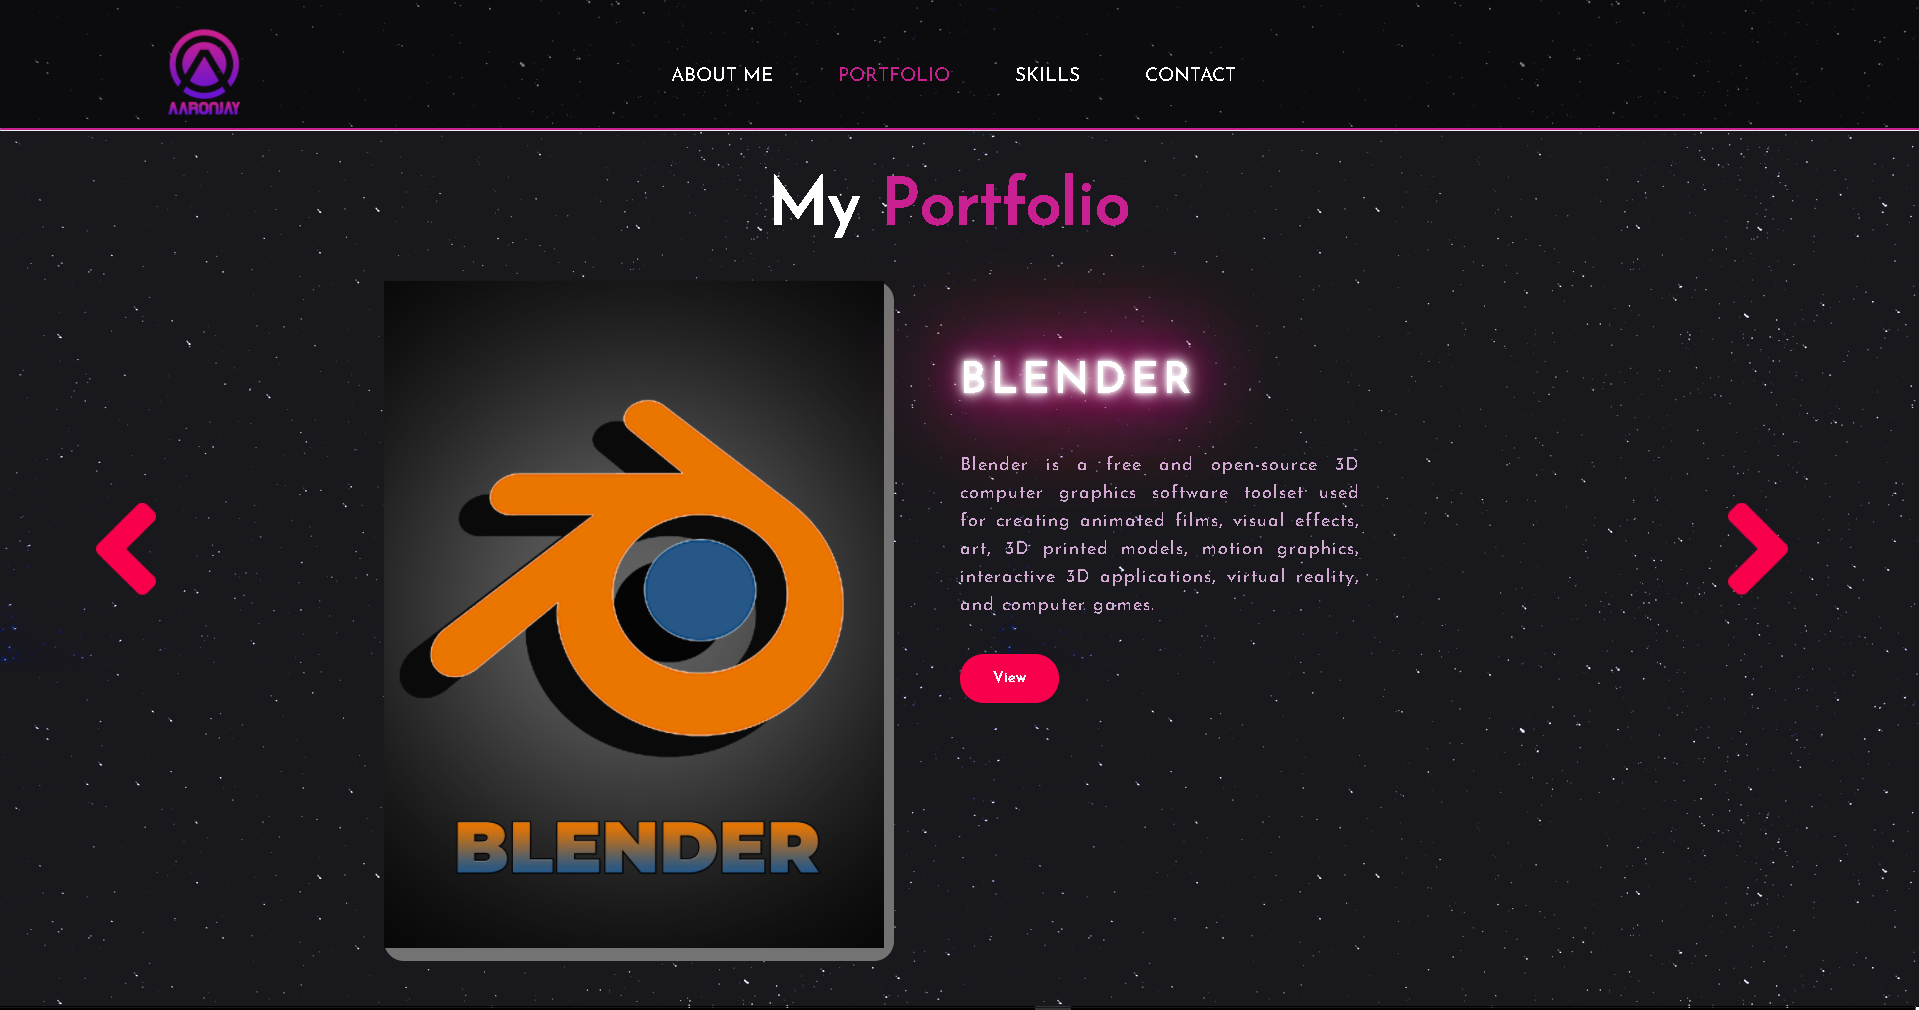 AARONJAY
ABOUT ME
PORTFOLIO
SKILLS
CONTACT
My Portfolio
BLENDER
BLENDER
Blender is a free and open-source 3D
computer graphics software toolset used
for creating animated films, visual effects,
art, 3D printed models, motion graphics,
interactive 3D applications, virtual reality,
and computer games.
View